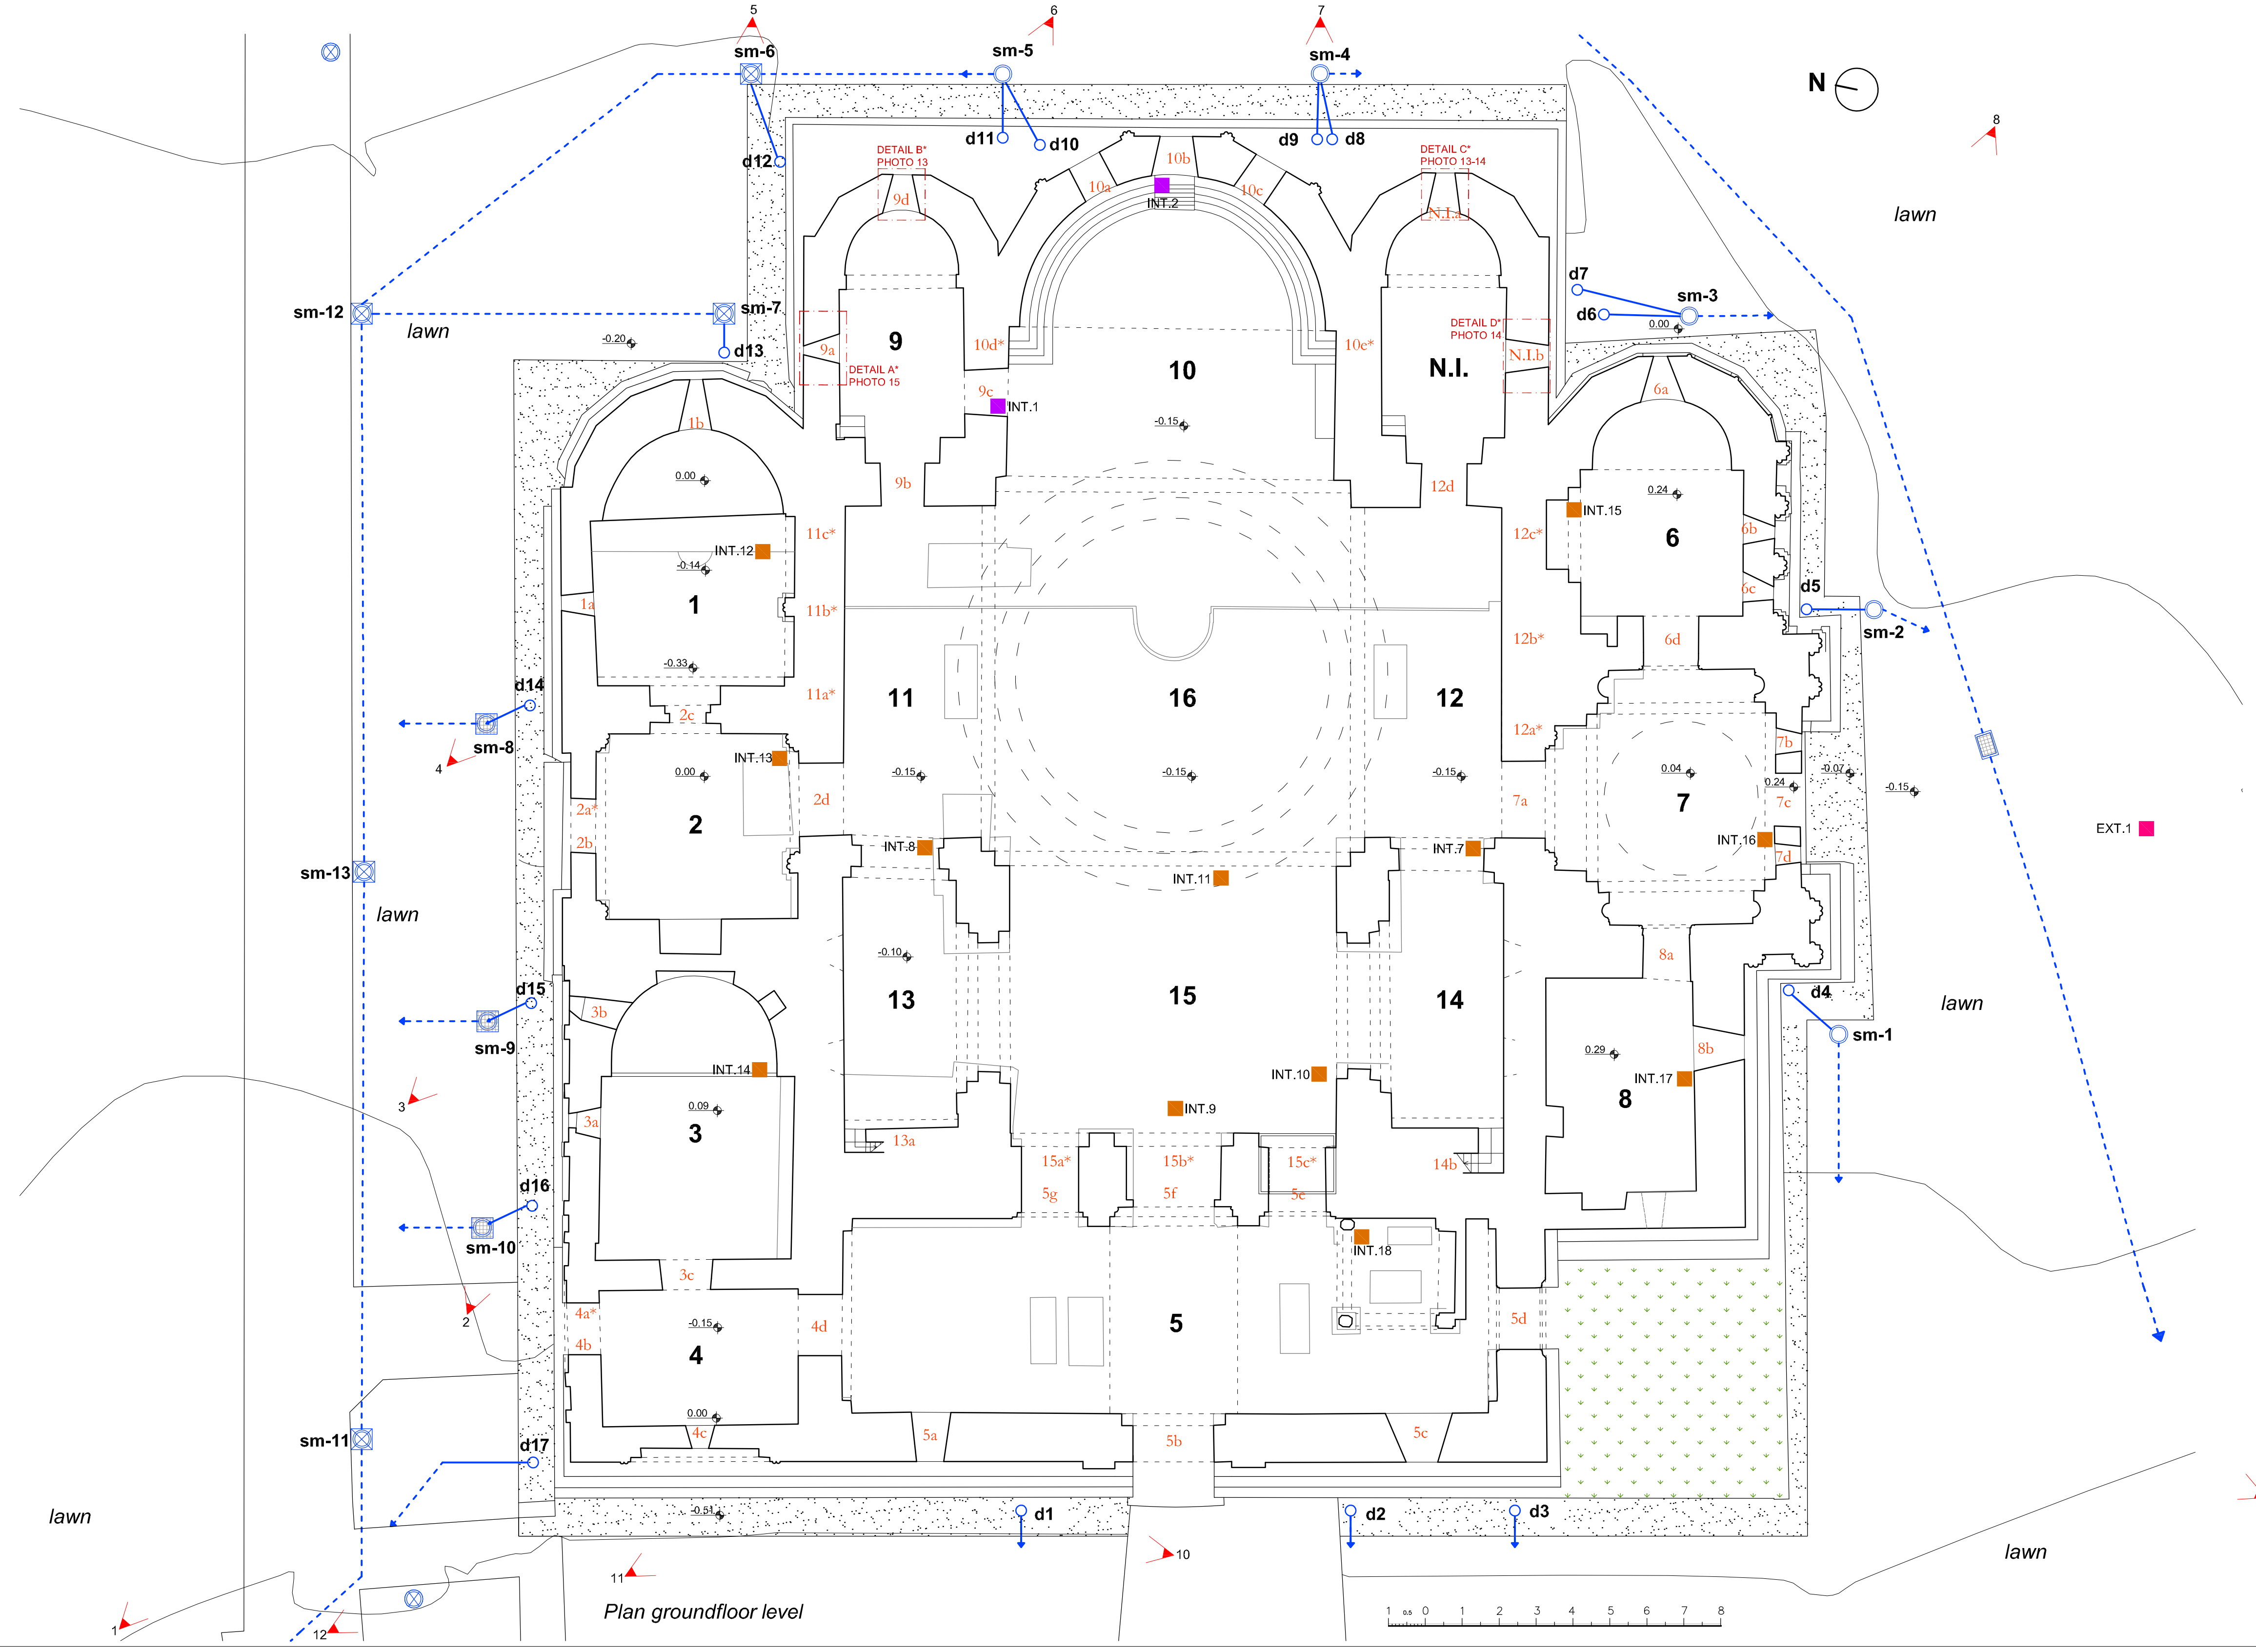 5
6
7
8
sm-6
sm-5
sm-4
N
d11
d10
d9
d8
d12
DETAIL B*
PHOTO 13
DETAIL C*
PHOTO 13-14
10b
10a
10c
INT.2
9d
N.I.a
lawn
d7
d6
sm-3
0.00
sm-12
lawn
sm-7
-0.20
d13
9a
9
10d*
10e*
DETAIL D*
PHOTO 14
N.I.b
DETAIL A*
PHOTO 15
10
N.I.
6a
9c
INT.1
1b
-0.15
0.00
9b
12d
0.24
INT.15
11c*
12c*
6
6b
INT.12
-0.14
1a
1
11b*
6c
d5
sm-2
12b*
6d
-0.33
d14
11a*
11
16
12
2c
12a*
sm-8
4
INT.13
0.00
-0.15
-0.15
-0.15
0.04
7b
-0.07
0.24
-0.15
2d
7a
7
7c
2a*
2
2b
INT.8
INT.7
INT.16
7d
EXT.1
sm-13
INT.11
lawn
-0.10
8a
13
15
14
d15
3b
d4
lawn
sm-9
sm-1
8b
0.29
INT.14
INT.10
INT.17
3
0.09
INT.9
8
3a
3
13a
15a*
15b*
15c*
14b
d16
5g
5f
5e
sm-10
INT.18
3c
2
4a*
-0.15
4d
5
5d
4b
4
0.00
sm-11
d17
4c
5a
5b
5c
lawn
-0.51
d1
d2
d3
lawn
10
11
Plan groundfloor level
1
12
1 0.5 0 1 2 3 4 5 6 7 8